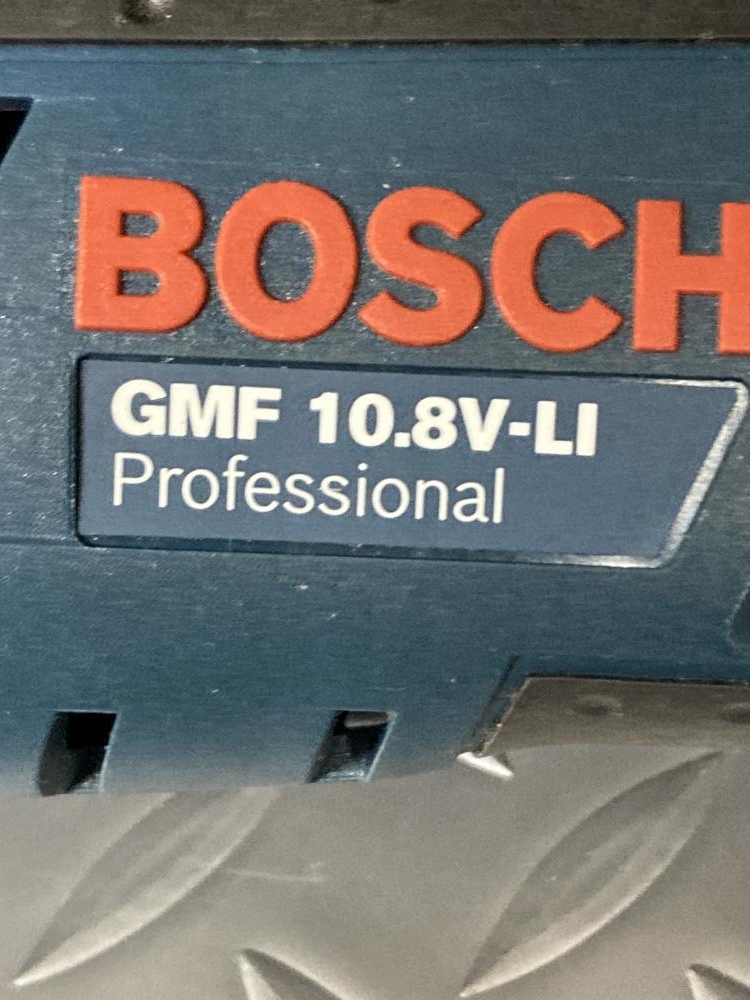 BOSCH
GMF 10.8V-LI
Professional